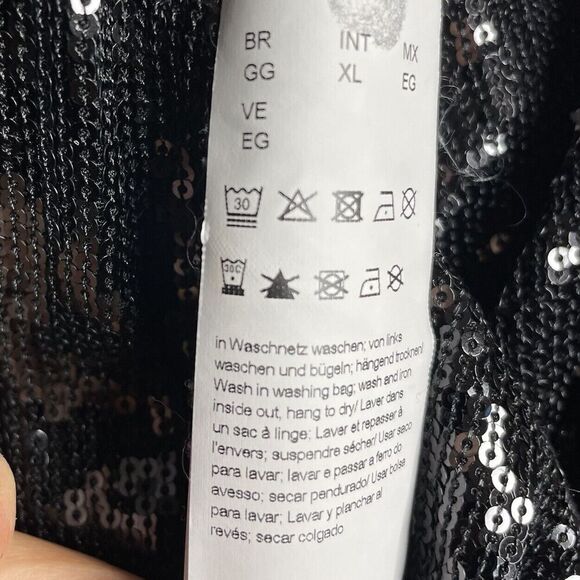 BR INT MX
GG XL EG
VE
EG
30
30C
in Waschnetz waschen; von links
waschen und bügeln; hängend trocknen/
Wash in washing bag; wash and iron
inside out, hang to dry/ Laver dans
un sac à linge; Laver et repasser à
l'envers; suspendre sécher/ Usar saco
para lavar; lavar e passar a ferro do
avesso; secar pendurado/ Usar bolsa
para lavar; Lavar y planchar al
revés; secar colgado